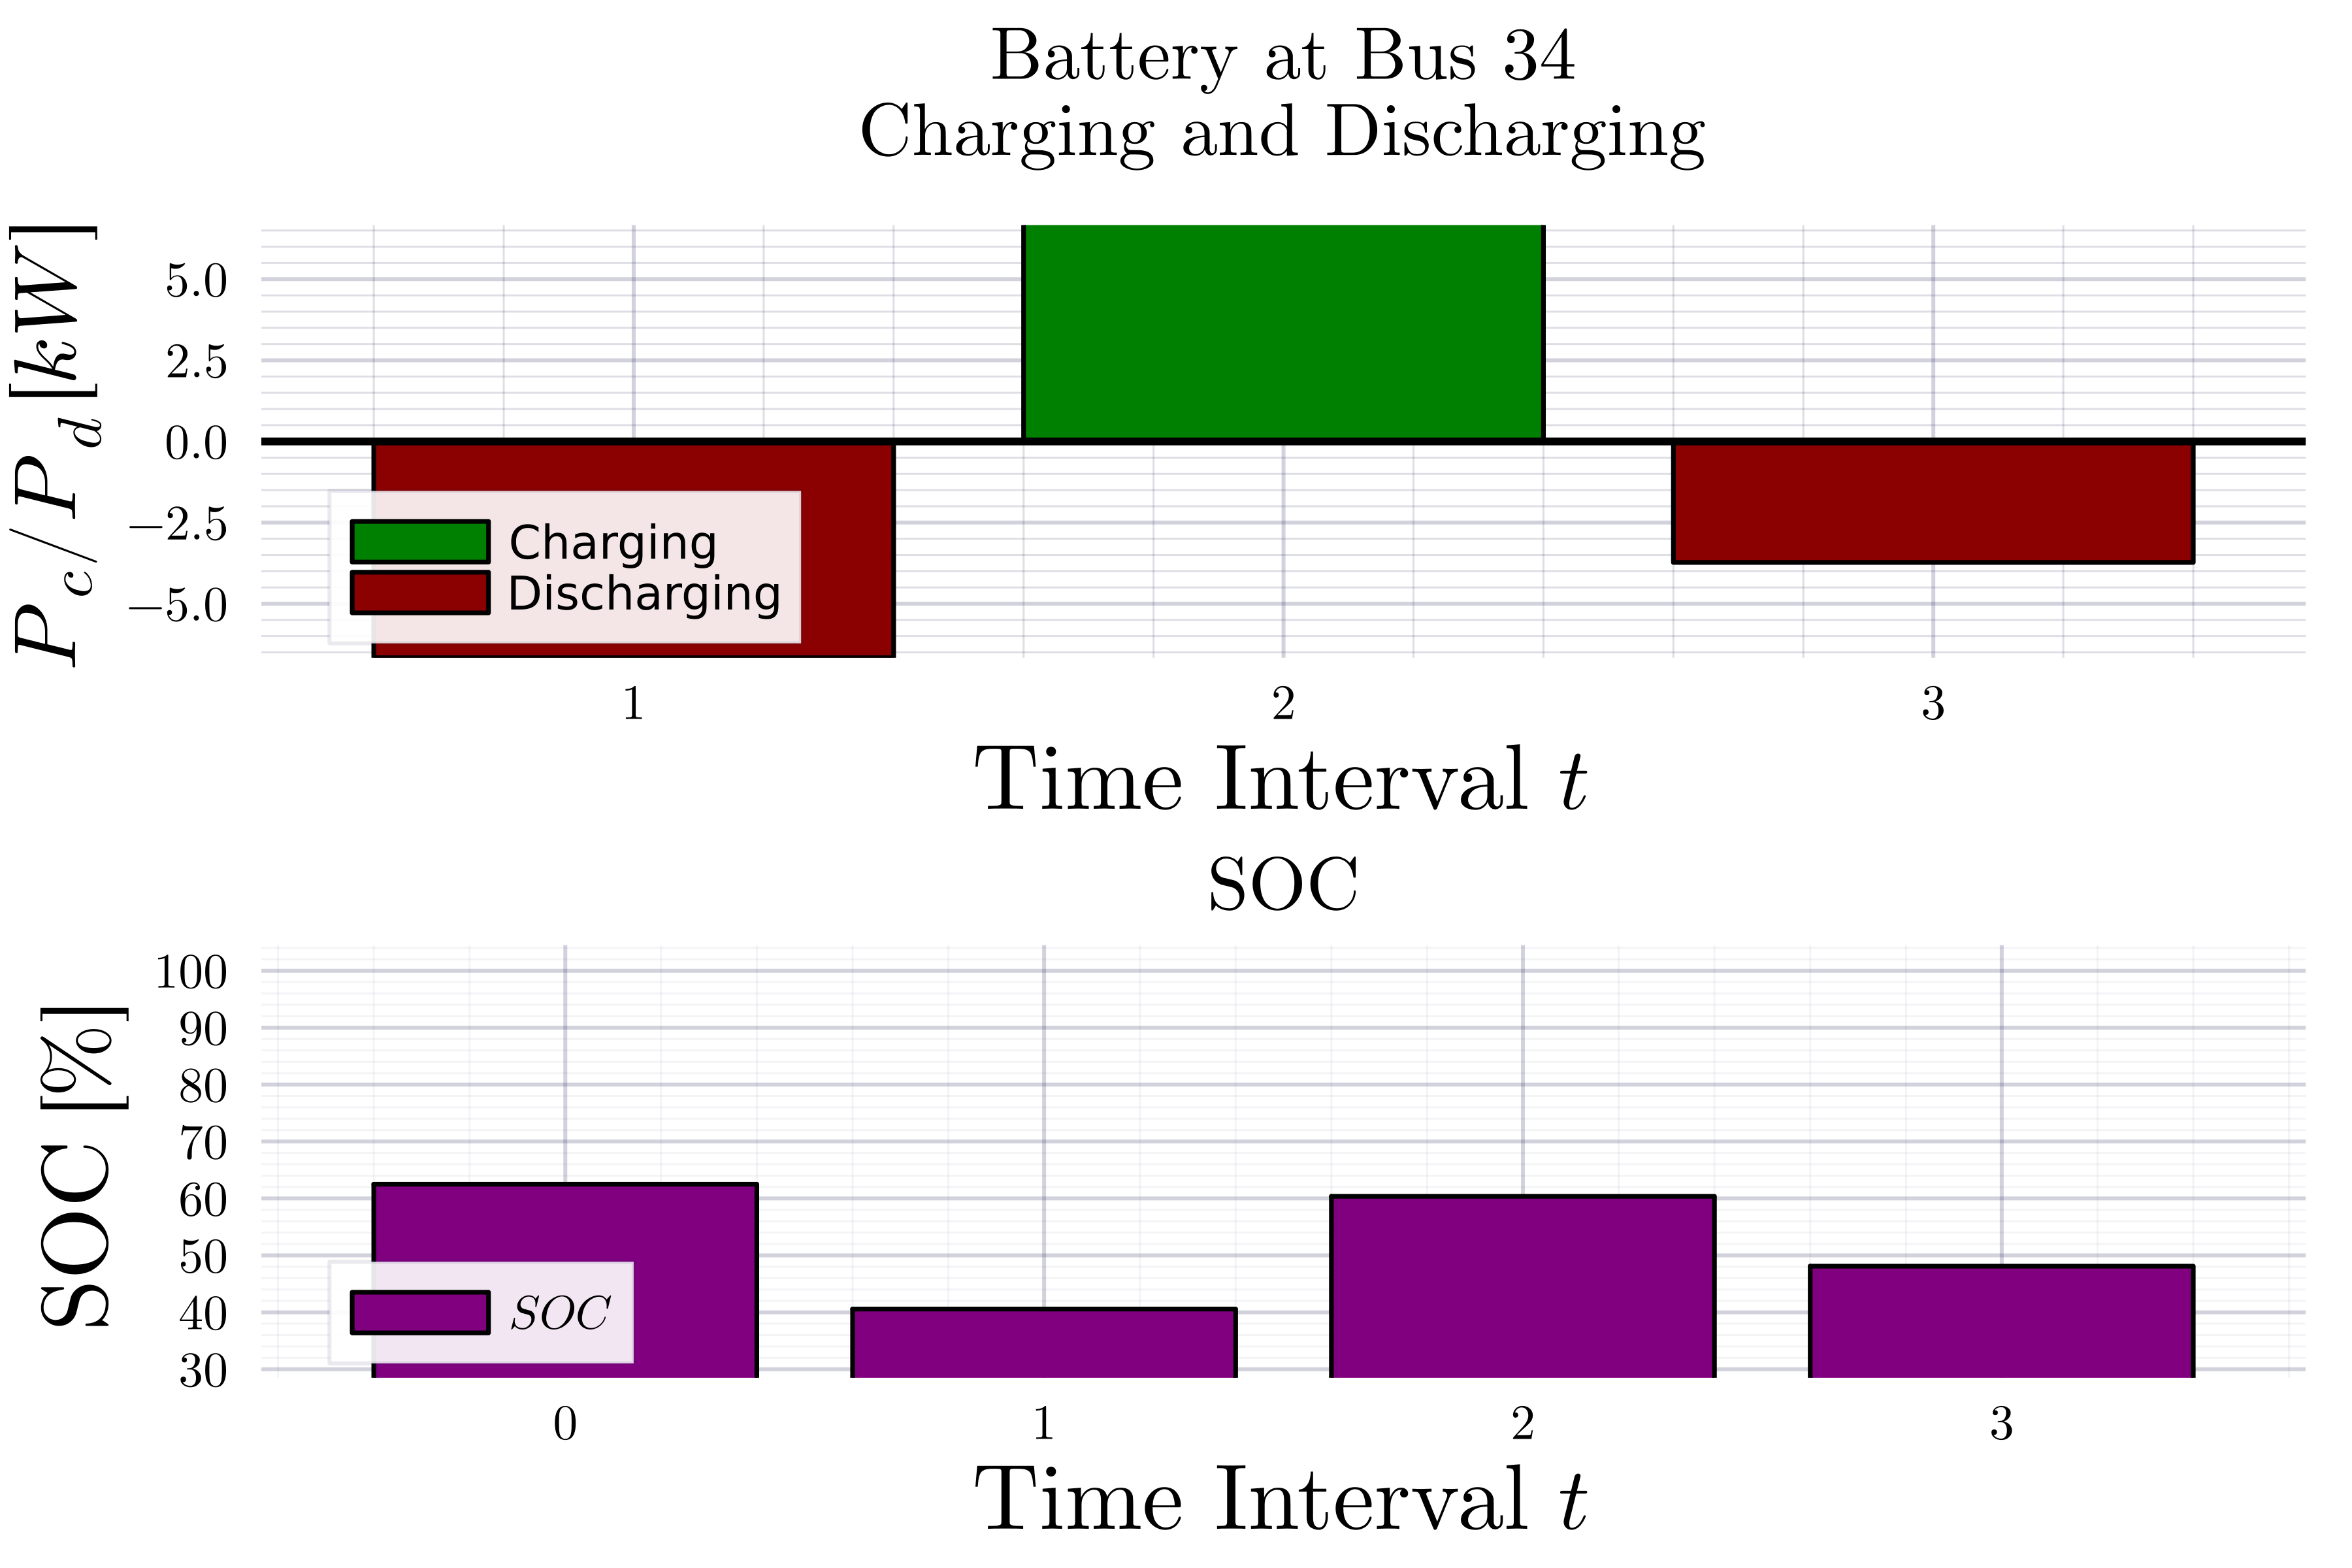 Battery at Bus 34
Charging and Discharging
P_c/P_d [kW]
5.0
2.5
0.0
−2.5
−5.0
Charging
Discharging
1 2 3
Time Interval t
SOC
SOC [%]
100
90
80
70
60
50
40
30
SOC
0 1 2 3
Time Interval t